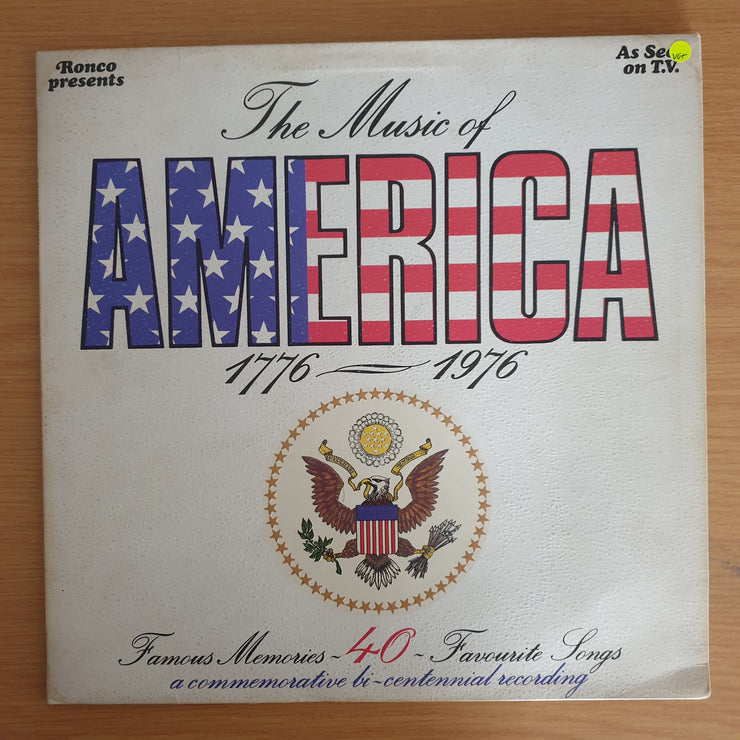 Ronco
presents
As
on T.V.
VG+
The Music of
AMERICA
1776 – 1976
Famous Memories ~ 40 ~ Favourite Songs
a commemorative bi-centennial recording